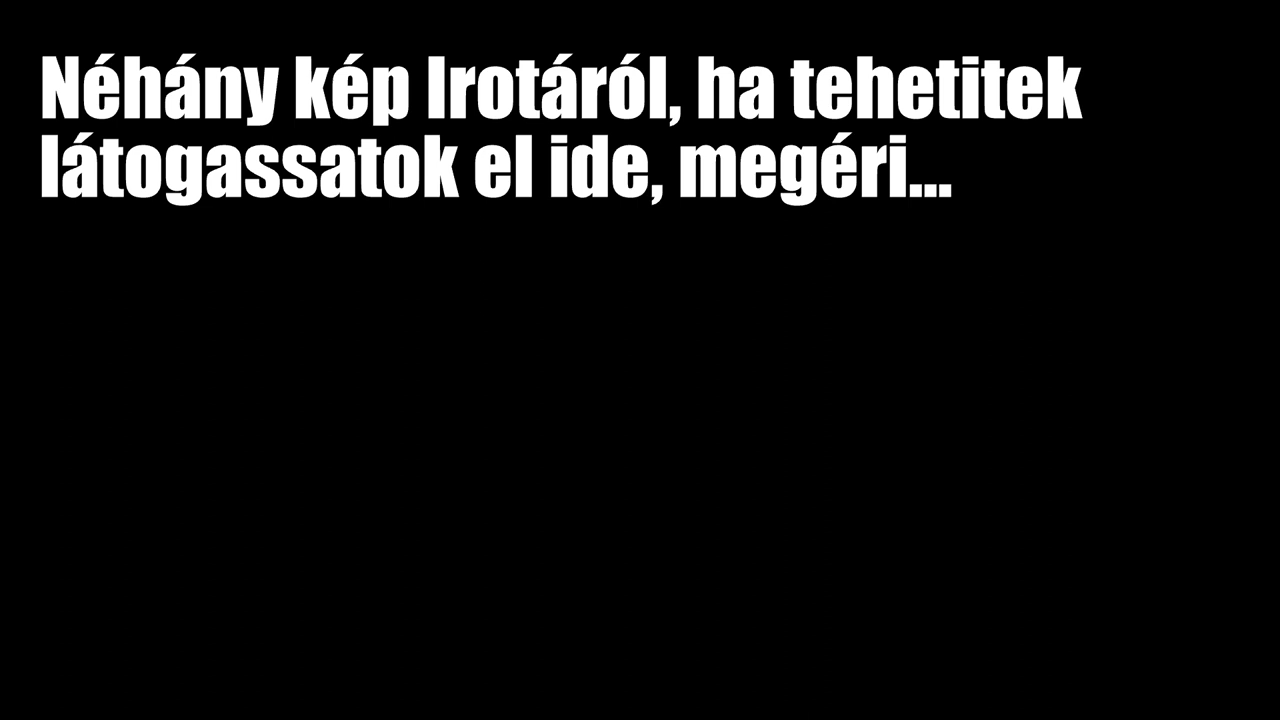 Néhány kép Irotáról, ha tehetitek
látogassatok el ide, megéri...